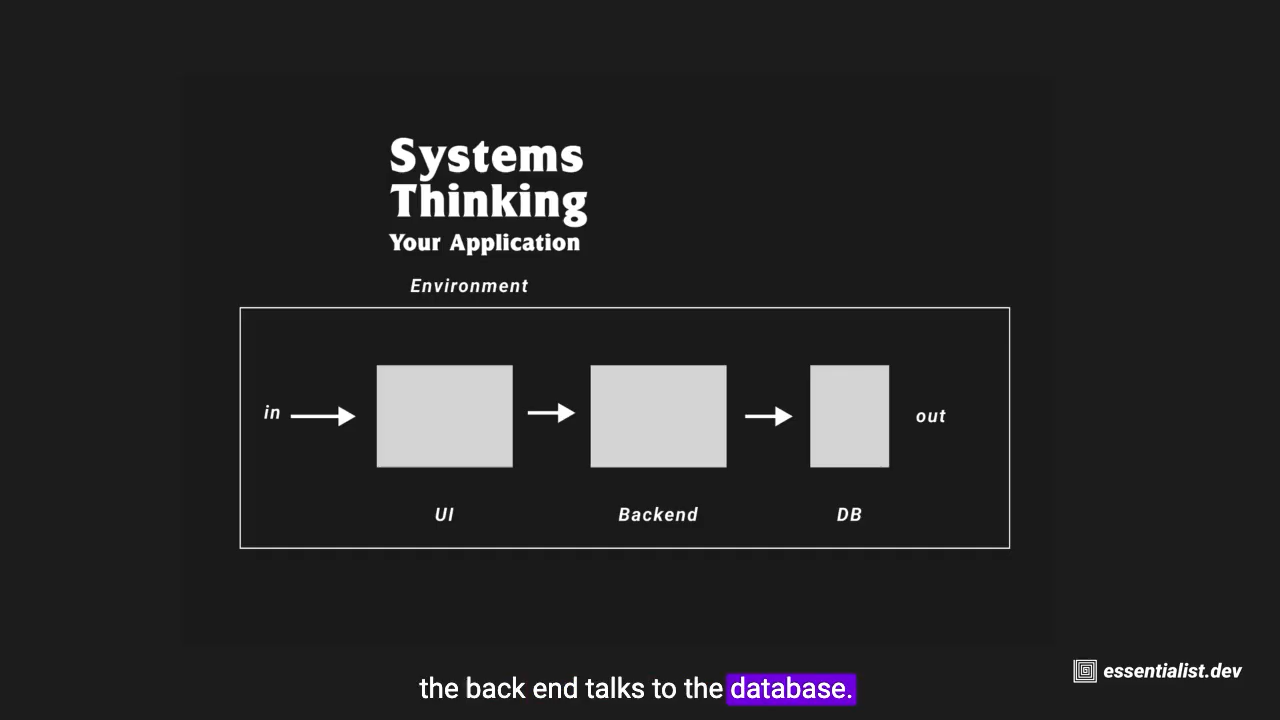 Systems
Thinking
Your Application
Environment
in
out
UI
Backend
DB
essentialist.dev
the back end talks to the database.